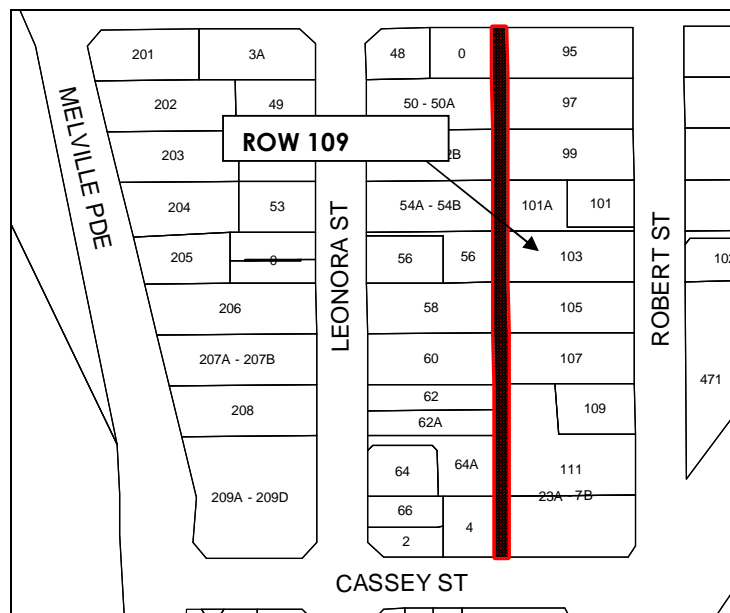 201
3A
48
0
95
202
49
50 - 50A
97
MELVILLE PDE
203
ROW 109
2B
99
204
53
54A - 54B
101A
101
LEONORA ST
ROBERT ST
205
0
56
56
103
102
206
58
105
207A - 207B
60
107
471
208
62
109
62A
64
64A
111
209A - 209D
23A - 7B
66
4
2
CASSEY ST